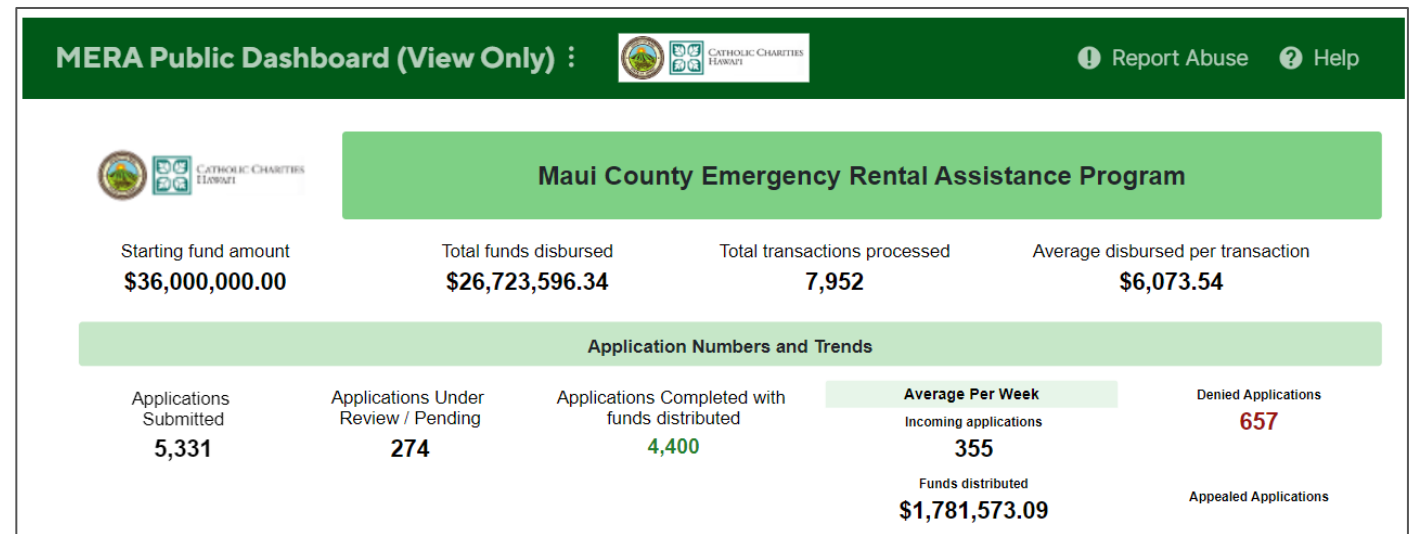 MERA Public Dashboard (View Only)
CATHOLIC CHARITIES
HAWAI'I
Report Abuse
Help
CATHOLIC CHARITIES
HAWAI'I
Maui County Emergency Rental Assistance Program
Starting fund amount
$36,000,000.00
Total funds disbursed
$26,723,596.34
Total transactions processed
7,952
Average disbursed per transaction
$6,073.54
Application Numbers and Trends
Applications
Submitted
5,331
Applications Under
Review / Pending
274
Applications Completed with
funds distributed
4,400
Average Per Week
Incoming applications
355
Funds distributed
$1,781,573.09
Denied Applications
657
Appealed Applications